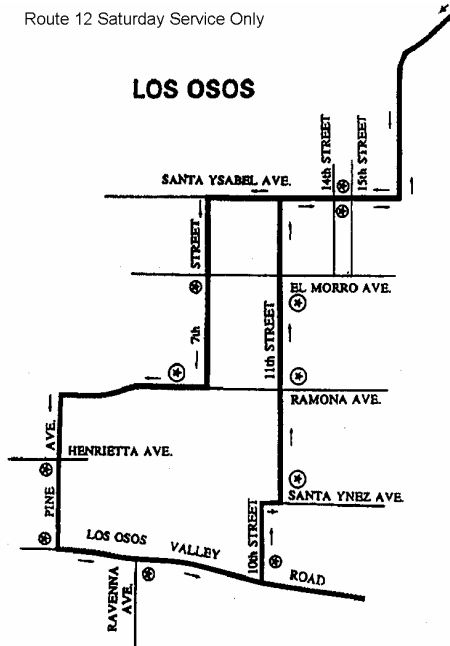 Route 12 Saturday Service Only
LOS OSOS
14th STREET
15th STREET
SANTA YSABEL AVE.
7th STREET
EL MORRO AVE.
11th STREET
RAMONA AVE.
PINE AVE.
HENRIETTA AVE.
SANTA YNEZ AVE.
10th STREET
LOS OSOS VALLEY ROAD
RAVENNA
AVE.